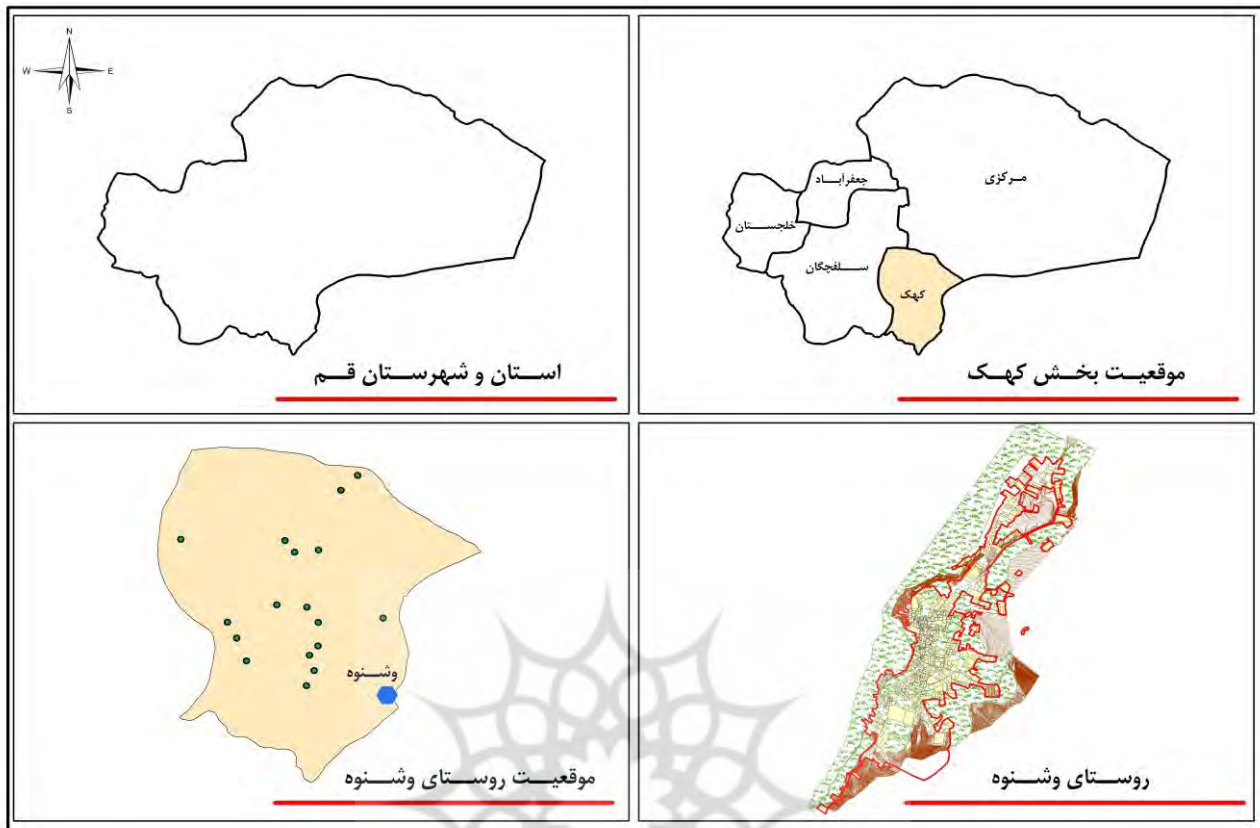 N
W E
S
استان و شهرستان قم
مرکزی
جعفرآباد
خلجستان
سلفچگان
کهک
موقعیت بخش کهک
وشنوه
موقعیت روستای وشنوه
روستای وشنوه